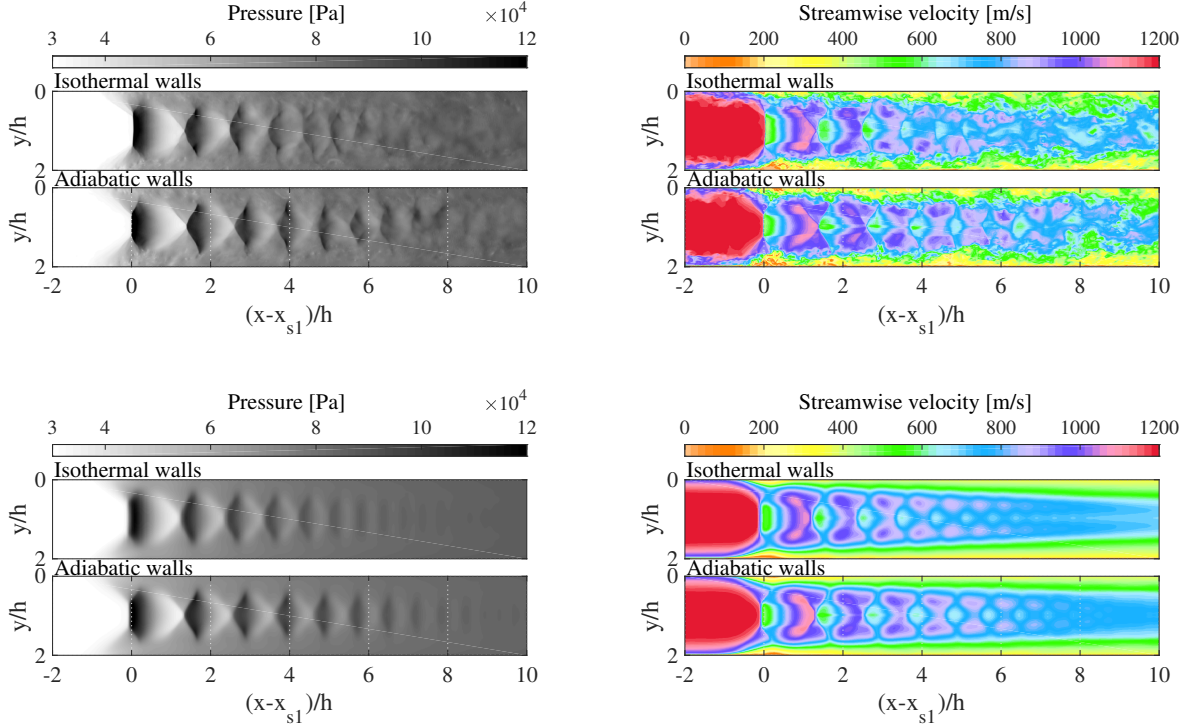 Pressure [Pa] ×10^4
3 4 6 8 10 12
Isothermal walls
y/h
0
2
Adiabatic walls
y/h
0
2
-2 0 2 4 6 8 10
(x-x_s1)/h
Streamwise velocity [m/s]
0 200 400 600 800 1000 1200
Isothermal walls
y/h
0
2
Adiabatic walls
y/h
0
2
-2 0 2 4 6 8 10
(x-x_s1)/h
Pressure [Pa] ×10^4
3 4 6 8 10 12
Isothermal walls
y/h
0
2
Adiabatic walls
y/h
0
2
-2 0 2 4 6 8 10
(x-x_s1)/h
Streamwise velocity [m/s]
0 200 400 600 800 1000 1200
Isothermal walls
y/h
0
2
Adiabatic walls
y/h
0
2
-2 0 2 4 6 8 10
(x-x_s1)/h